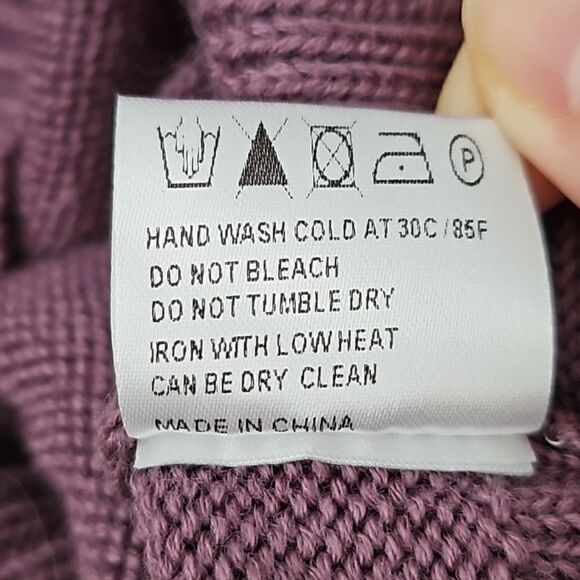 P
HAND WASH COLD AT 30C / 85F
DO NOT BLEACH
DO NOT TUMBLE DRY
IRON WITH LOW HEAT
CAN BE DRY CLEAN
MADE IN CHINA